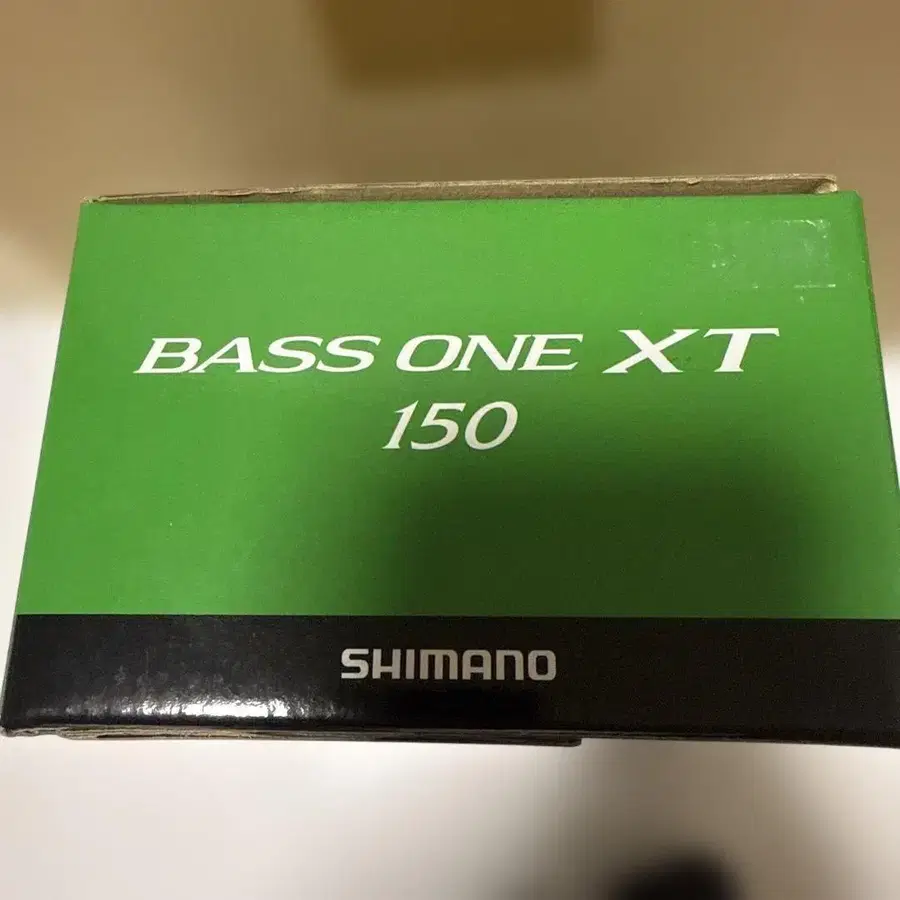 BASS ONE XT
150
SHIMANO